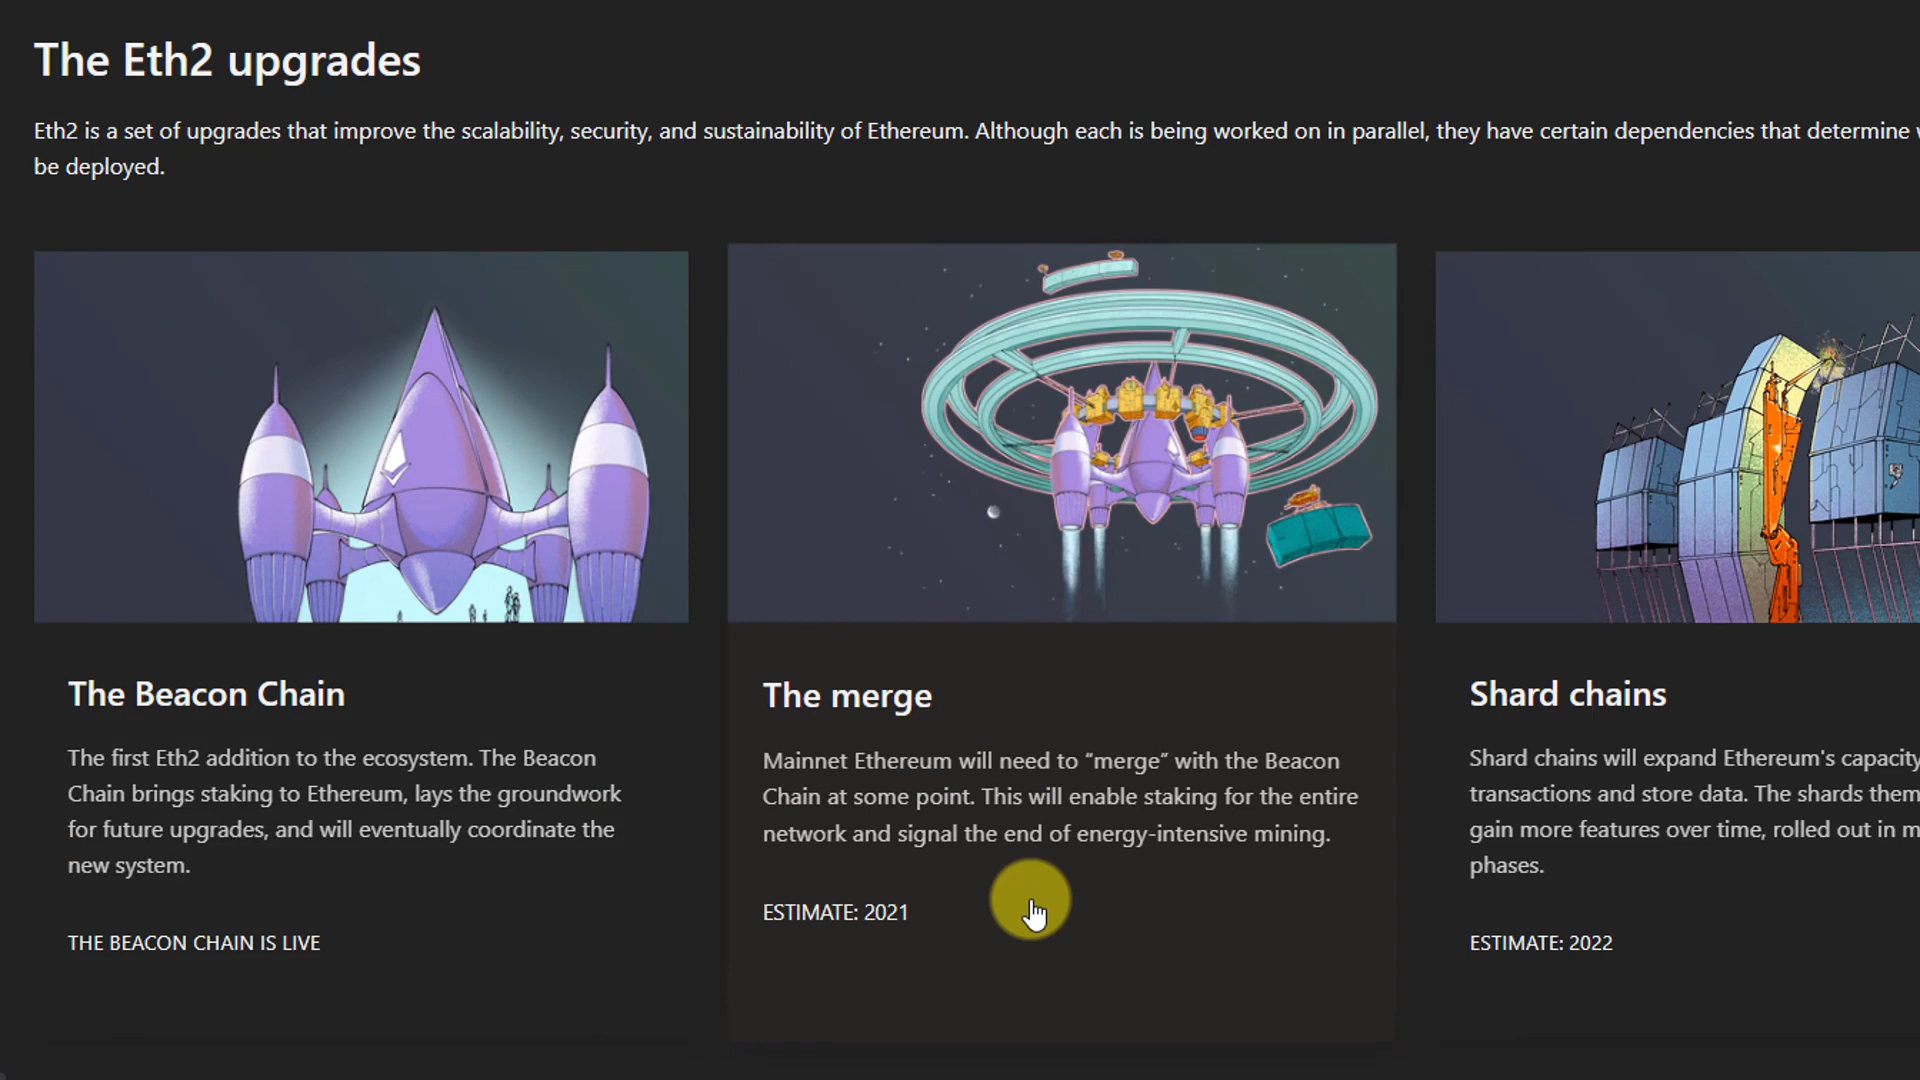 The Eth2 upgrades
Eth2 is a set of upgrades that improve the scalability, security, and sustainability of Ethereum. Although each is being worked on in parallel, they have certain dependencies that determine
be deployed.
The Beacon Chain
The first Eth2 addition to the ecosystem. The Beacon
Chain brings staking to Ethereum, lays the groundwork
for future upgrades, and will eventually coordinate the
new system.
THE BEACON CHAIN IS LIVE
The merge
Mainnet Ethereum will need to “merge” with the Beacon
Chain at some point. This will enable staking for the entire
network and signal the end of energy-intensive mining.
ESTIMATE: 2021
Shard chains
Shard chains will expand Ethereum's capacity
transactions and store data. The shards them
gain more features over time, rolled out in m
phases.
ESTIMATE: 2022